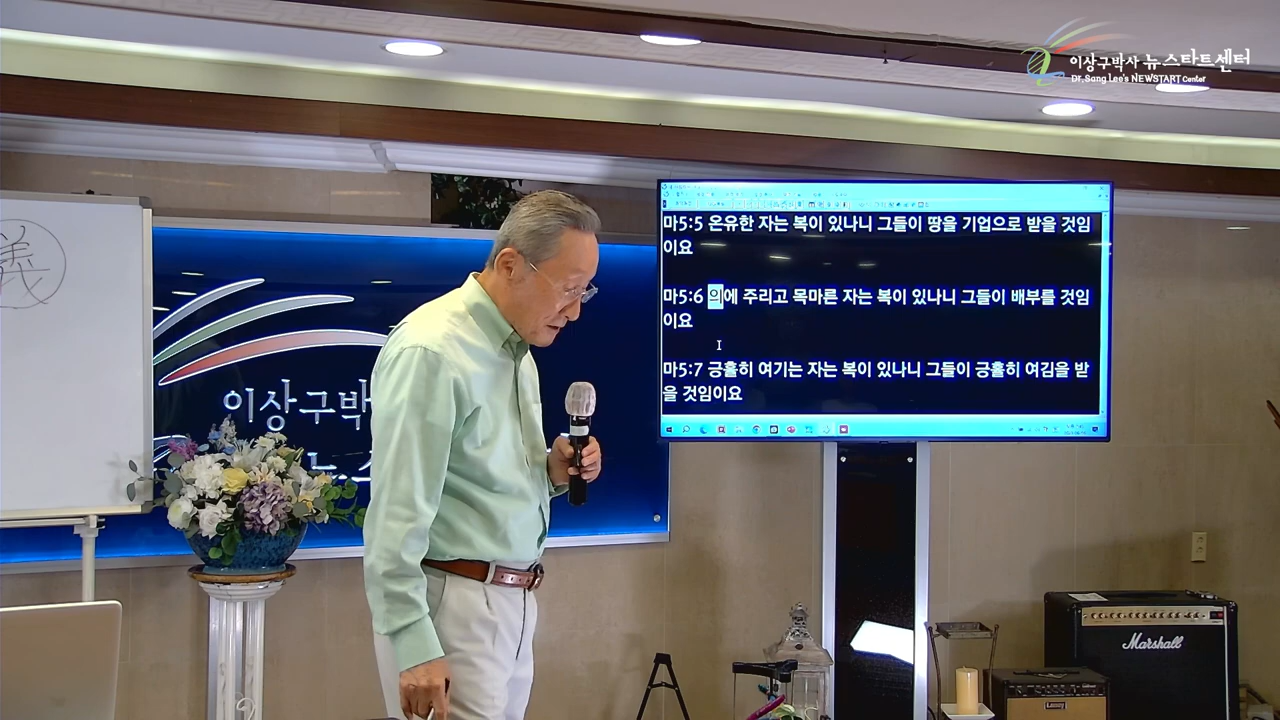 이상구박사 뉴스타트센터
Dr. Sang Lee's NEWSTART Center
義
마5:5 온유한 자는 복이 있나니 그들이 땅을 기업으로 받을 것임
이요
마5:6 의에 주리고 목마른 자는 복이 있나니 그들이 배부를 것임
이요
마5:7 긍휼히 여기는 자는 복이 있나니 그들이 긍휼히 여김을 받
을 것임이요
이상구박
뉴스
Marshall
Laney